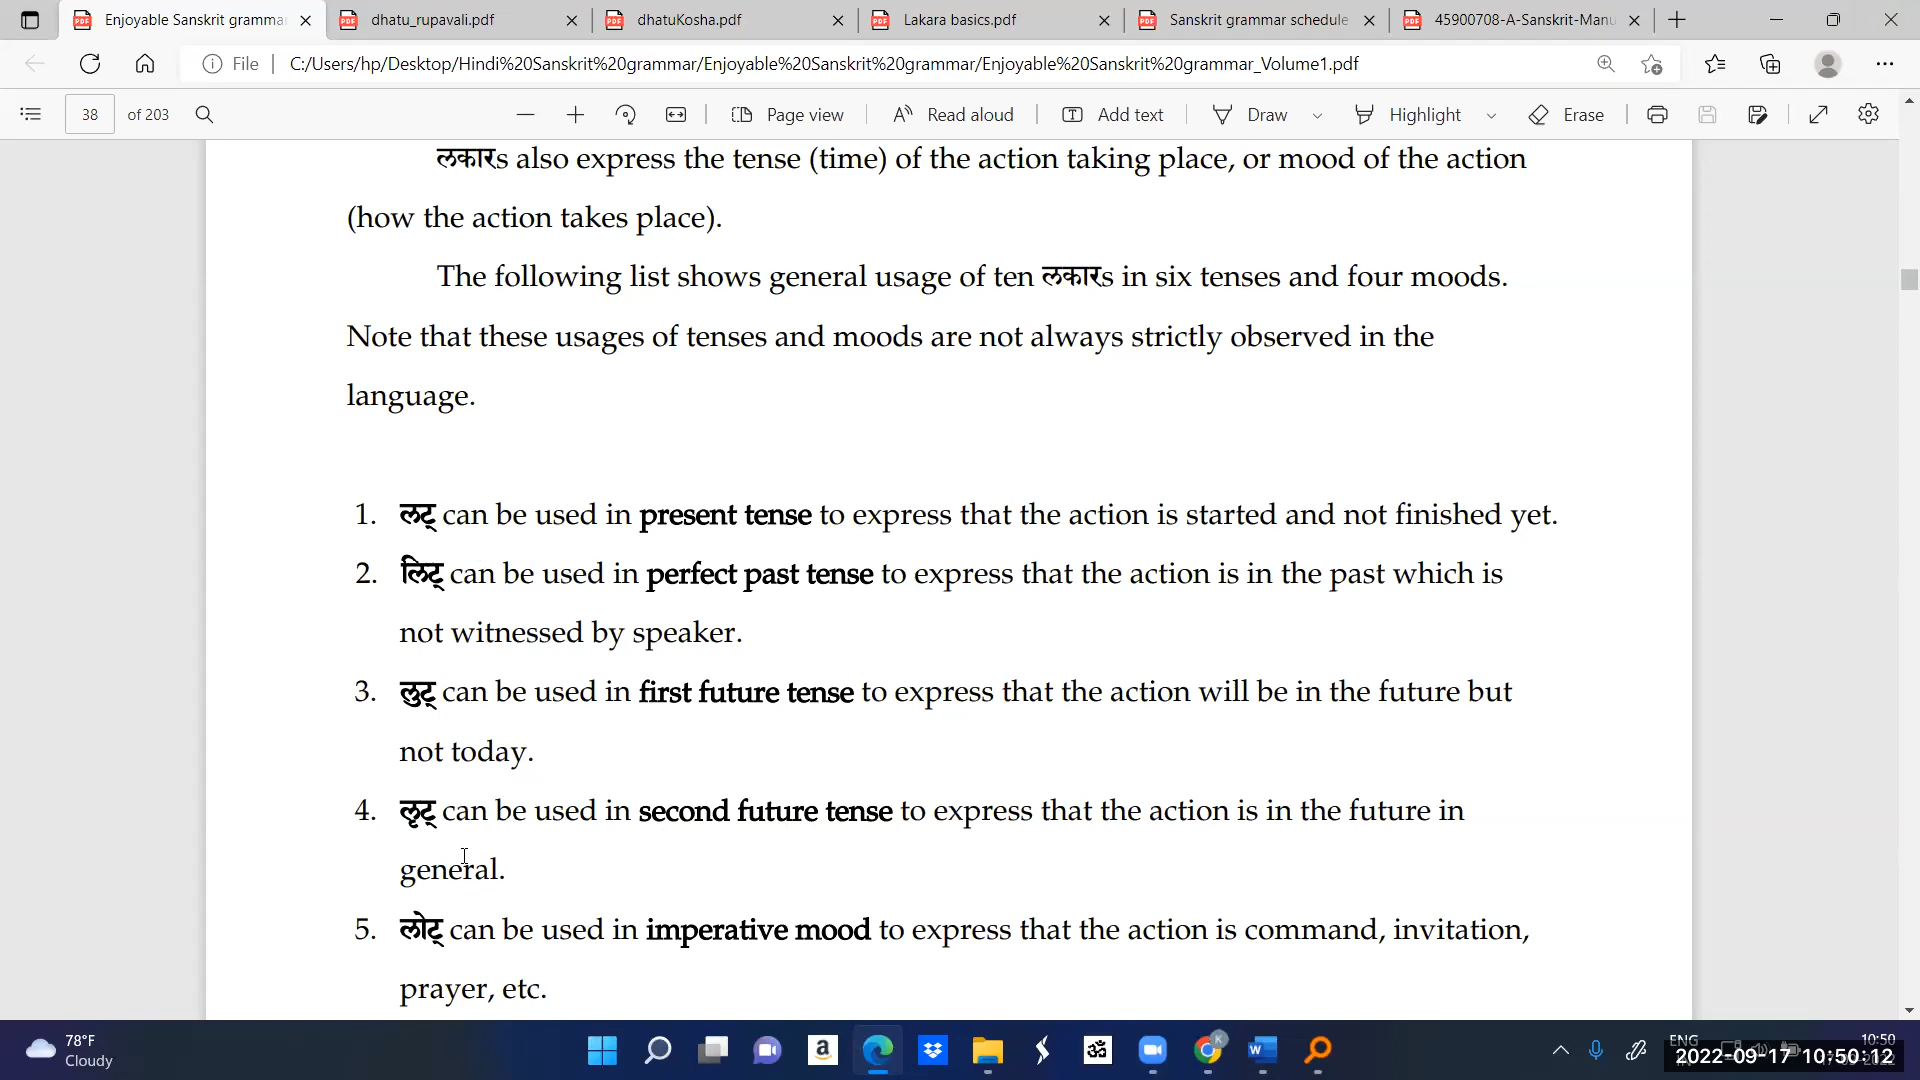 Enjoyable Sanskrit gramma
dhatu_rupavali.pdf
dhatuKosha.pdf
Lakara basics.pdf
Sanskrit grammar schedule
45900708-A-Sanskrit-Manu
File
C:/Users/hp/Desktop/Hindi%20Sanskrit%20grammar/Enjoyable%20Sanskrit%20grammar/Enjoyable%20Sanskrit%20grammar_Volume1.pdf
38 of 203
Page view
Read aloud
Add text
Draw
Highlight
Erase
लकारs also express the tense (time) of the action taking place, or mood of the action
(how the action takes place).
The following list shows general usage of ten लकारs in six tenses and four moods.
Note that these usages of tenses and moods are not always strictly observed in the
language.
1. लट् can be used in present tense to express that the action is started and not finished yet.
2. लिट् can be used in perfect past tense to express that the action is in the past which is
not witnessed by speaker.
3. लुट् can be used in first future tense to express that the action will be in the future but
not today.
4. लृट् can be used in second future tense to express that the action is in the future in
general.
5. लोट् can be used in imperative mood to express that the action is command, invitation,
prayer, etc.
78°F
Cloudy
ENG
10:50
2022-09-17 10:50:12